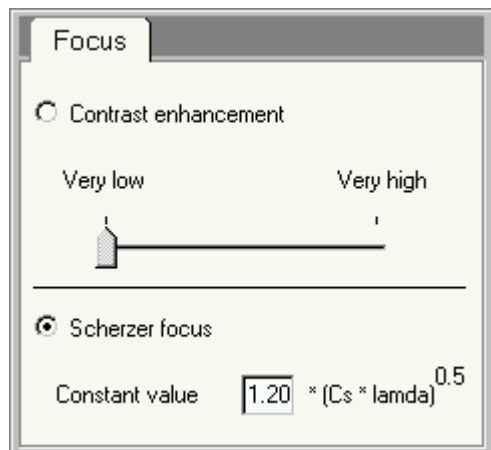 Focus
Contrast enhancement
Very low Very high
Scherzer focus
Constant value 1.20 * (Cs * lamda)0.5